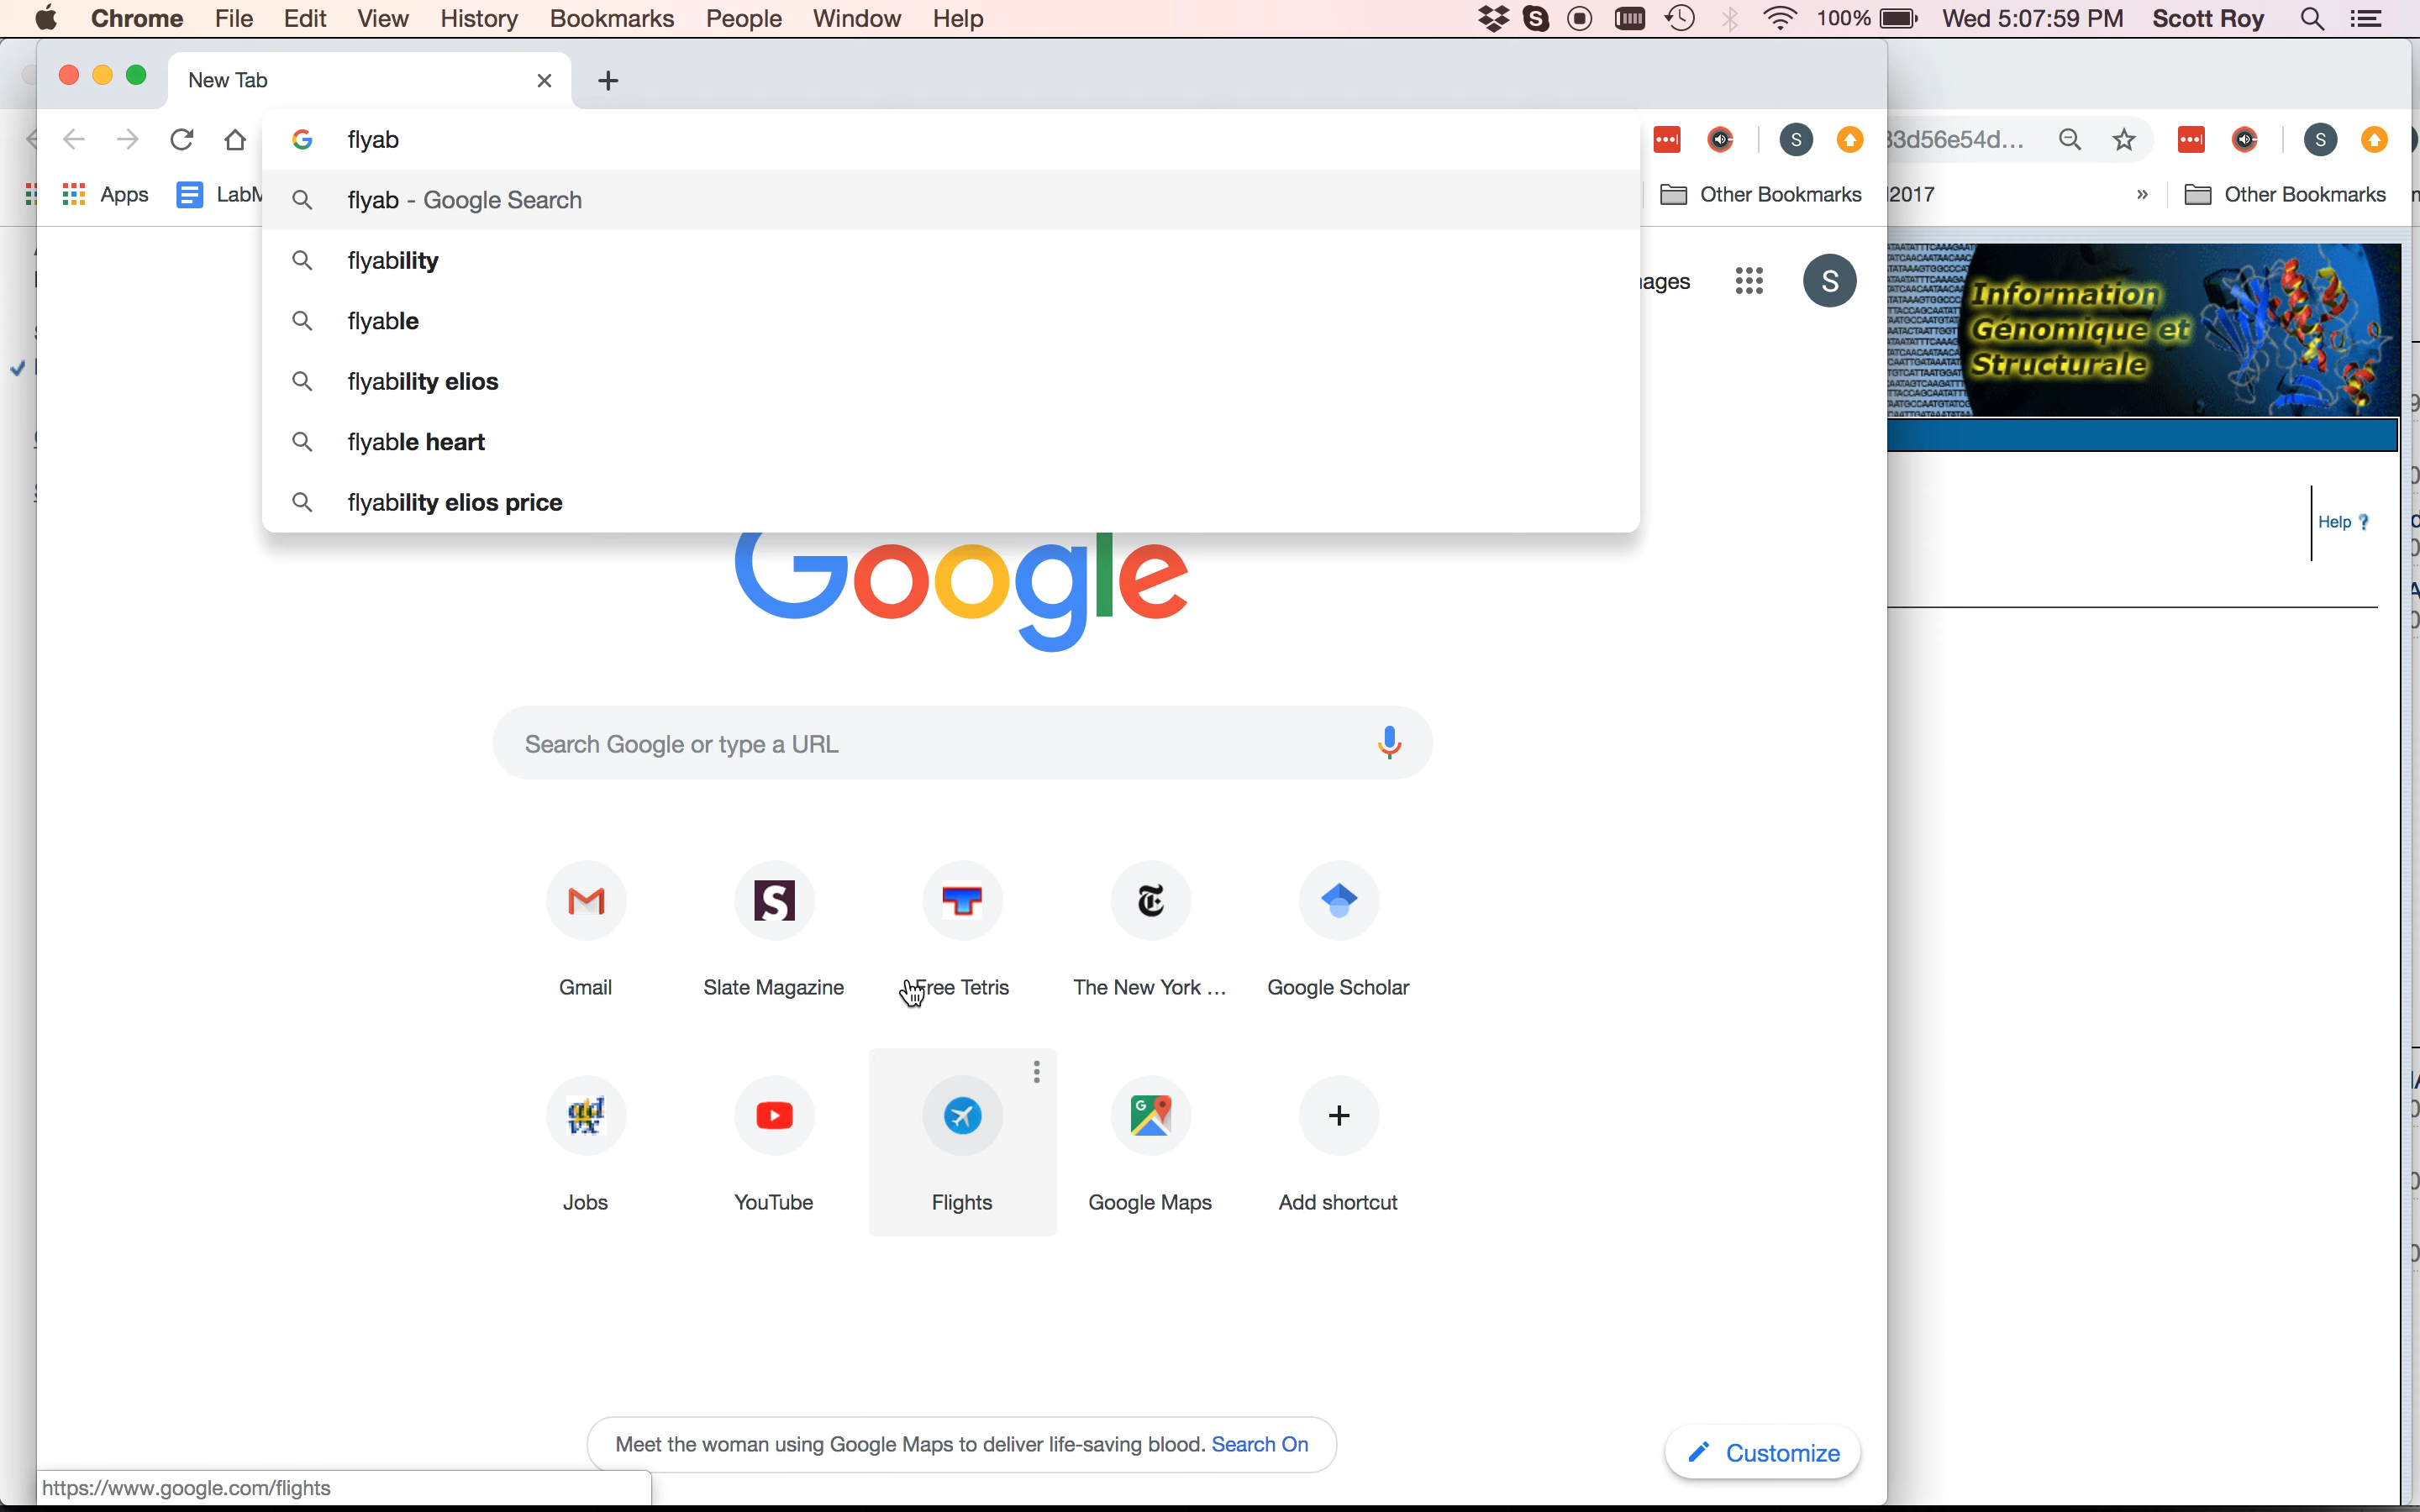 Chrome File Edit View History Bookmarks People Window Help 100% Wed 5:07:59 PM Scott Roy
New Tab
flyab
33d56e54d...
Apps LabM
Other Bookmarks
2017 » Other Bookmarks
flyab - Google Search
flyability
flyable
flyability elios
flyable heart
flyability elios price
ages
S
Information
Génomique et
Structurale
Help ?
Google
Search Google or type a URL
Gmail Slate Magazine Free Tetris The New York ... Google Scholar
Jobs YouTube Flights Google Maps Add shortcut
Meet the woman using Google Maps to deliver life-saving blood. Search On
Customize
https://www.google.com/flights